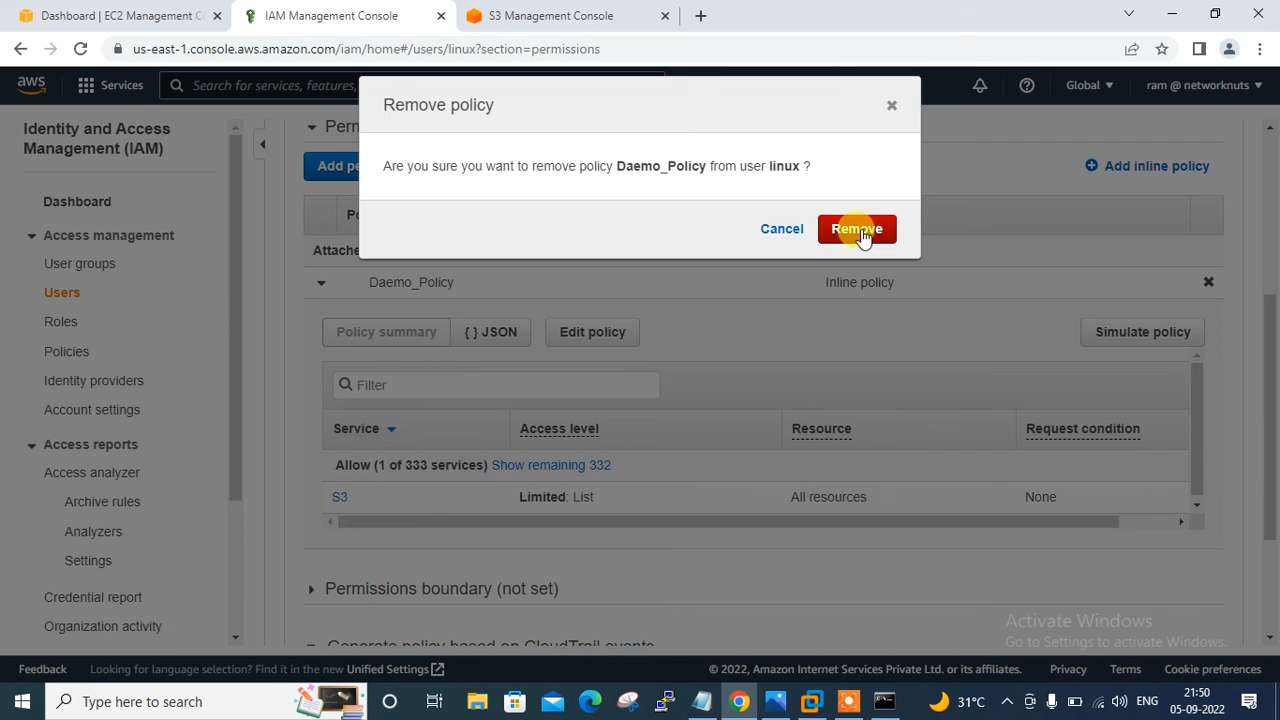 Dashboard | EC2 Management C
IAM Management Console
S3 Management Console
us-east-1.console.aws.amazon.com/iam/home#/users/linux?section=permissions
aws
Services
Search for services, features,
Global
ram @ networknuts
Identity and Access
Management (IAM)
Dashboard
Access management
User groups
Users
Roles
Policies
Identity providers
Account settings
Access reports
Access analyzer
Archive rules
Analyzers
Settings
Credential report
Organization activity
Remove policy
Are you sure you want to remove policy Daemo_Policy from user linux ?
Cancel
Remove
Add inline policy
Daemo_Policy
Inline policy
Policy summary
{ } JSON
Edit policy
Simulate policy
Filter
Service
Access level
Resource
Request condition
Allow (1 of 333 services) Show remaining 332
S3
Limited: List
All resources
None
Permissions boundary (not set)
Generate policy based on CloudTrail events
Activate Windows
Go to Settings to activate Windows.
Feedback
Looking for language selection? Find it in the new Unified Settings
© 2022, Amazon Internet Services Private Ltd. or its affiliates.
Privacy
Terms
Cookie preferences
Type here to search
31°C
ENG
21:50
05-09-2022